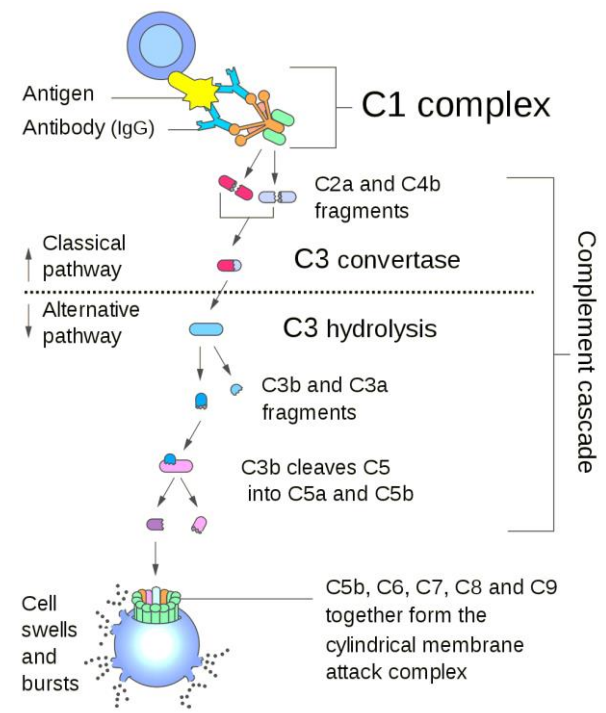 Antigen
Antibody (IgG)
C1 complex
C2a and C4b
fragments
Classical
pathway
C3 convertase
Alternative
pathway
C3 hydrolysis
C3b and C3a
fragments
C3b cleaves C5
into C5a and C5b
Complement cascade
Cell
swells
and
bursts
C5b, C6, C7, C8 and C9
together form the
cylindrical membrane
attack complex